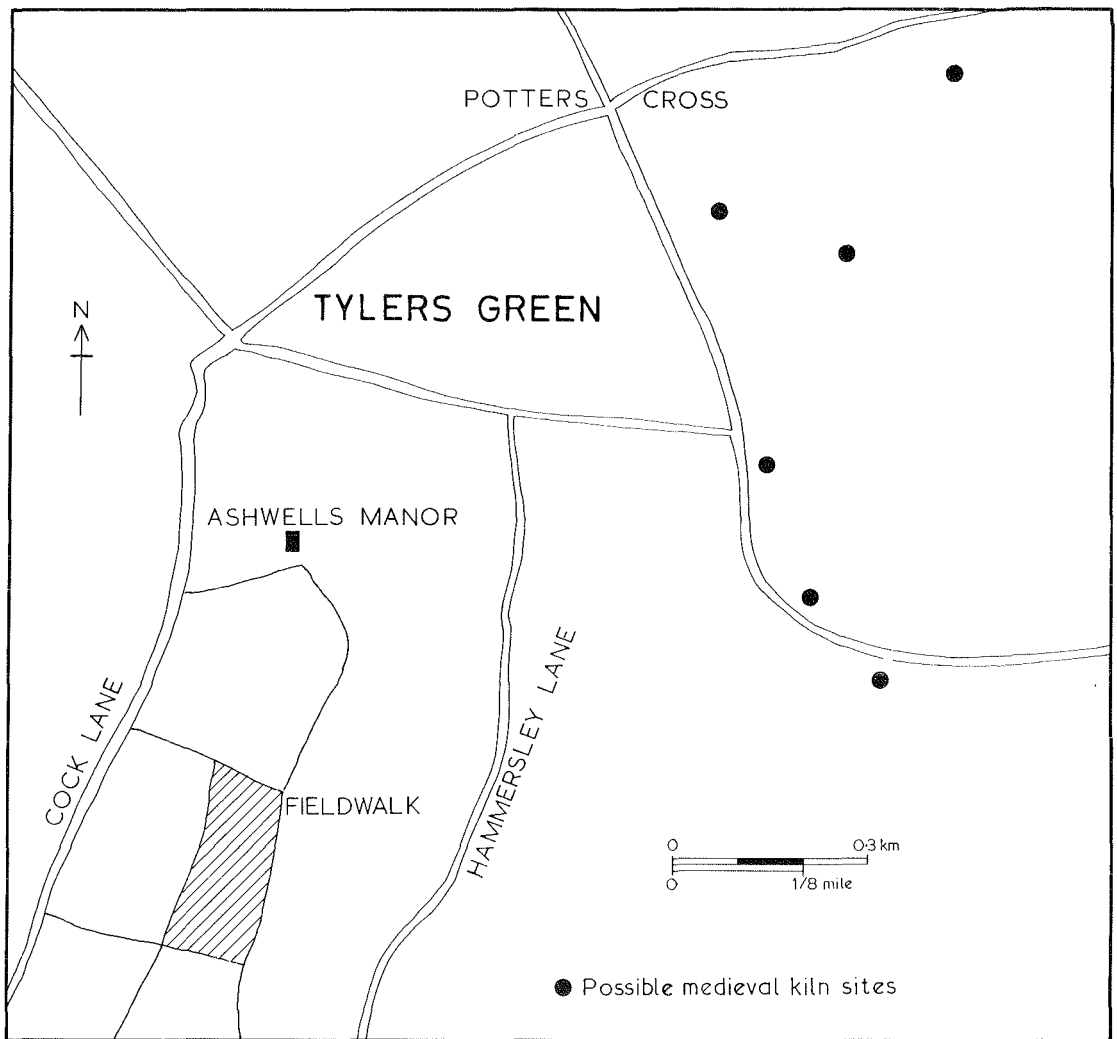 POTTERS CROSS
N
TYLERS GREEN
ASHWELLS MANOR
COCK LANE
HAMMERSLEY LANE
FIELDWALK
0 0·3 km
0 1/8 mile
Possible medieval kiln sites